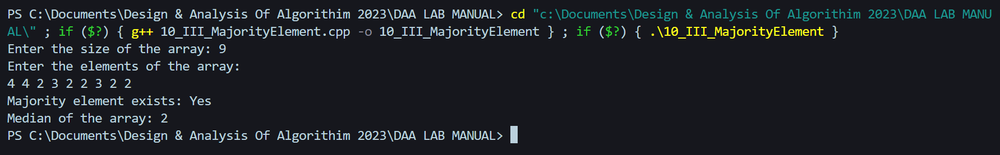 PS C:\Documents\Design & Analysis Of Algorithim 2023\DAA LAB MANUAL> cd "c:\Documents\Design & Analysis Of Algorithim 2023\DAA LAB MANU
AL\" ; if ($?) { g++ 10_III_MajorityElement.cpp -o 10_III_MajorityElement } ; if ($?) { .\10_III_MajorityElement }
Enter the size of the array: 9
Enter the elements of the array:
4 4 2 3 2 2 3 2 2
Majority element exists: Yes
Median of the array: 2
PS C:\Documents\Design & Analysis Of Algorithim 2023\DAA LAB MANUAL>